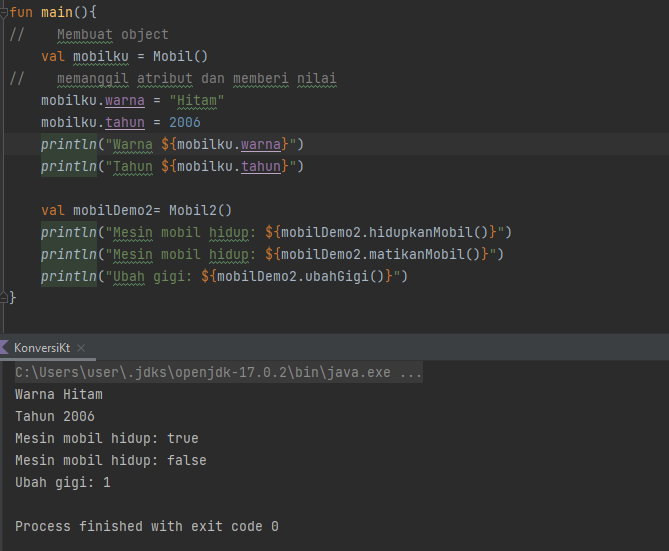 fun main(){
//    Membuat object
    val mobilku = Mobil()
//    memanggil atribut dan memberi nilai
    mobilku.warna = "Hitam"
    mobilku.tahun = 2006
    println("Warna ${mobilku.warna}")
    println("Tahun ${mobilku.tahun}")
    val mobilDemo2= Mobil2()
    println("Mesin mobil hidup: ${mobilDemo2.hidupkanMobil()}")
    println("Mesin mobil hidup: ${mobilDemo2.matikanMobil()}")
    println("Ubah gigi: ${mobilDemo2.ubahGigi()}")
}
KonversiKt ×
C:\Users\user\.jdks\openjdk-17.0.2\bin\java.exe ...
Warna Hitam
Tahun 2006
Mesin mobil hidup: true
Mesin mobil hidup: false
Ubah gigi: 1
Process finished with exit code 0